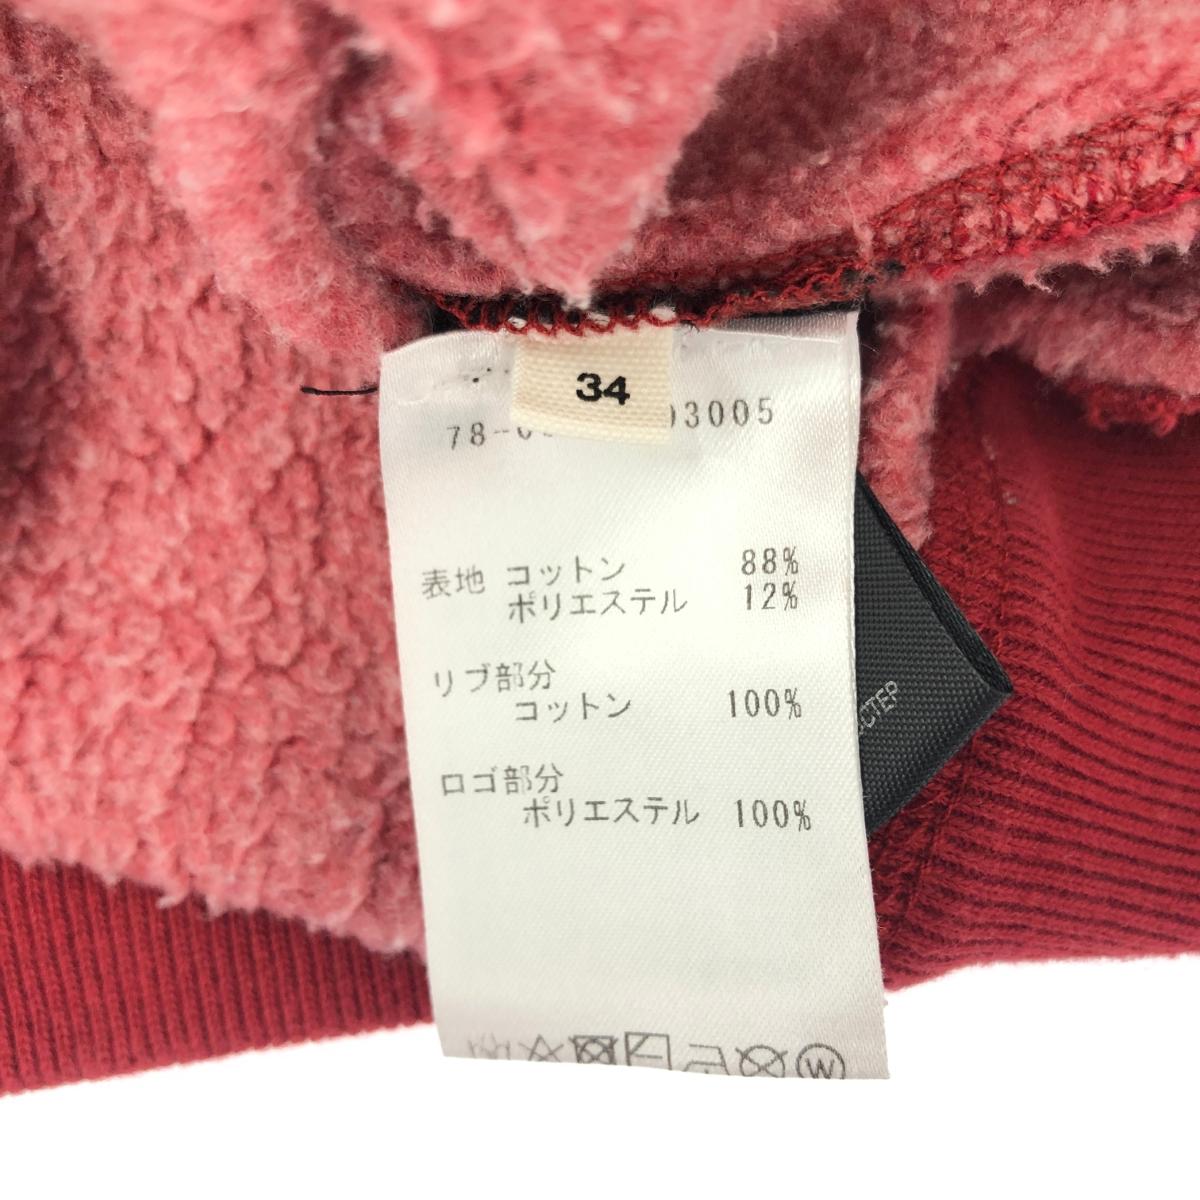 34
78-0 03005
表地 コットン 88%
ポリエステル 12%
リブ部分
コットン 100%
ロゴ部分
ポリエステル 100%
W